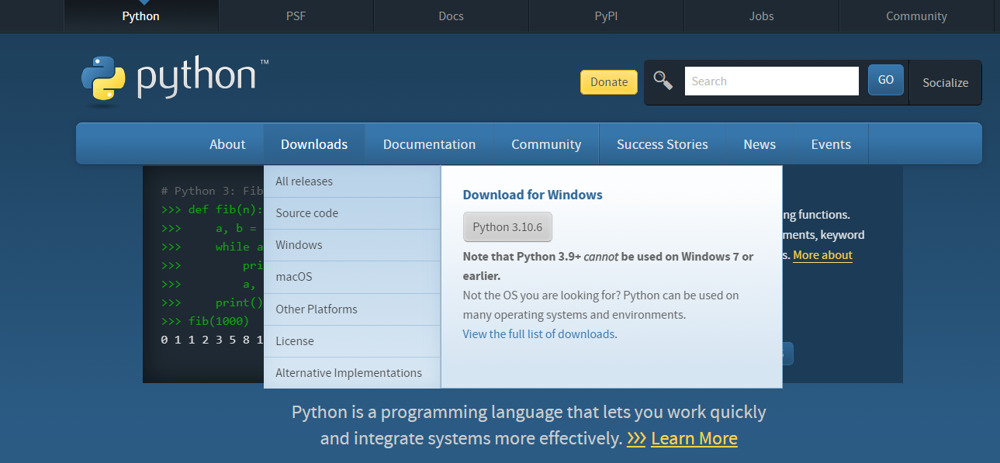 Python
PSF
Docs
PyPI
Jobs
Community
python™
Donate
Search
GO
Socialize
About
Downloads
Documentation
Community
Success Stories
News
Events
All releases
Source code
Windows
macOS
Other Platforms
License
Alternative Implementations
Download for Windows
Python 3.10.6
Note that Python 3.9+ cannot be used on Windows 7 or
earlier.
Not the OS you are looking for? Python can be used on
many operating systems and environments.
View the full list of downloads.
# Python 3: Fib
>>> def fib(n):
>>> a, b =
>>> while a
>>> pri
>>> a,
>>> print()
>>> fib(1000)
0 1 1 2 3 5 8 1
ng functions.
ments, keyword
s. More about
Python is a programming language that lets you work quickly
and integrate systems more effectively. >>> Learn More